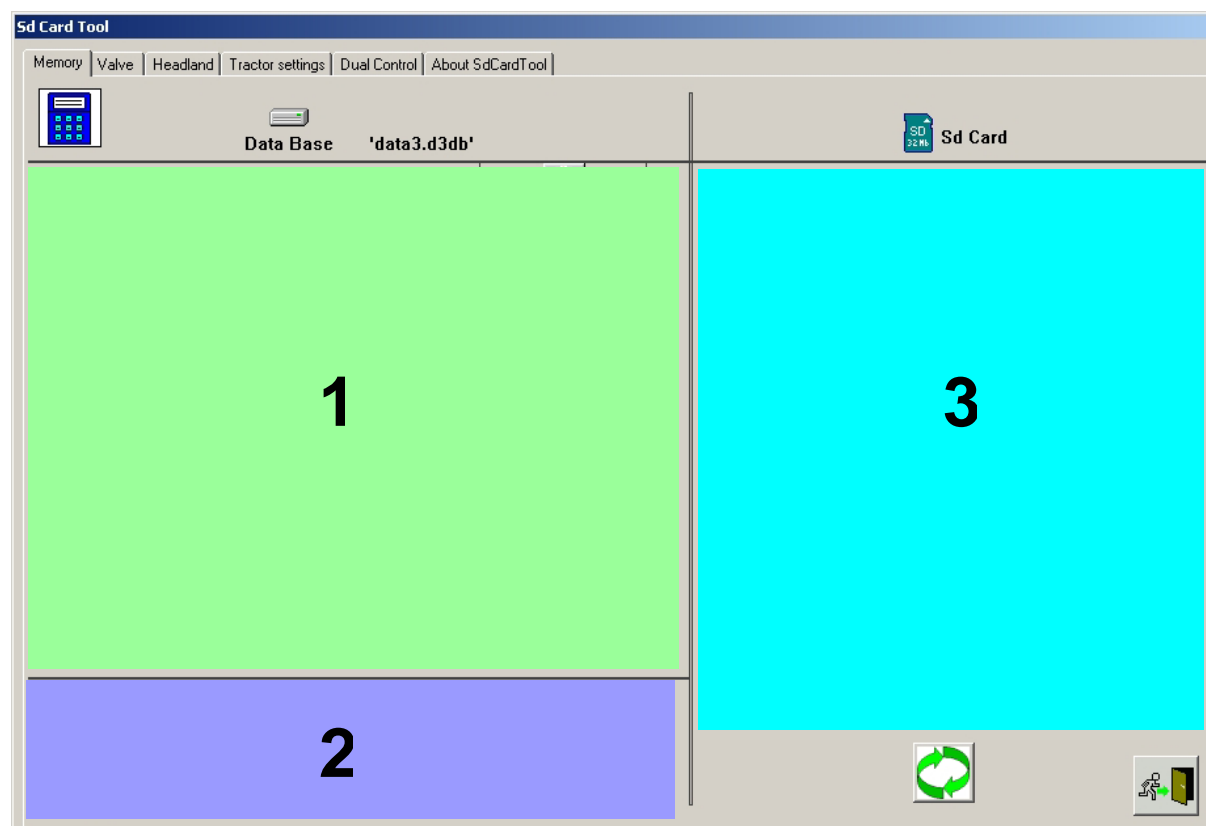 Sd Card Tool
Memory Valve Headland Tractor settings Dual Control About SdCardTool
Data Base 'data3.d3db'
SD
32 Mb
Sd Card
1
3
2